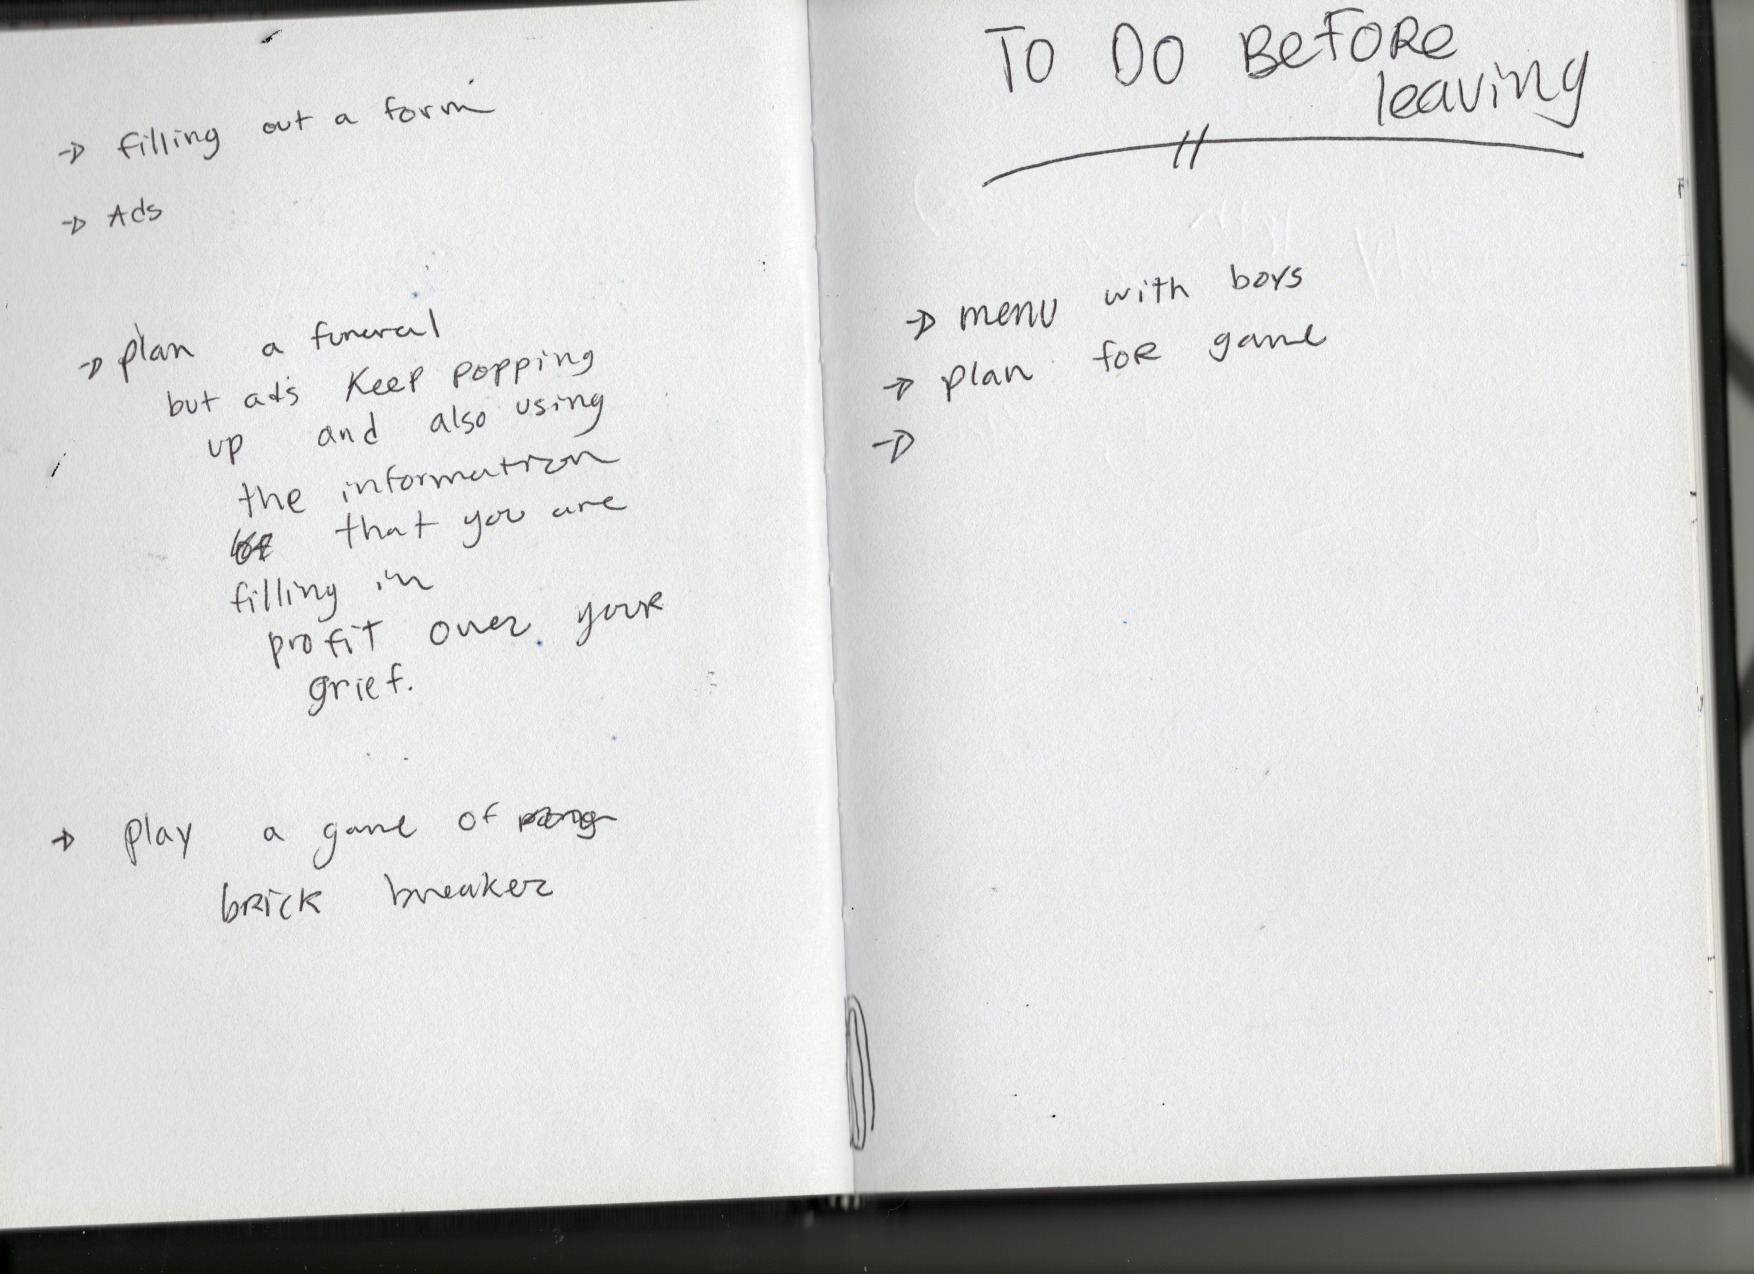 → filling out a form
→ Ads
→ plan a funeral
but ads keep popping
up and also using
the information
that you are
filling in
profit over your
grief.
→ play a game of pong
brick breaker
TO DO BEFORE
leaving
→ menu with boys
→ plan for game
→